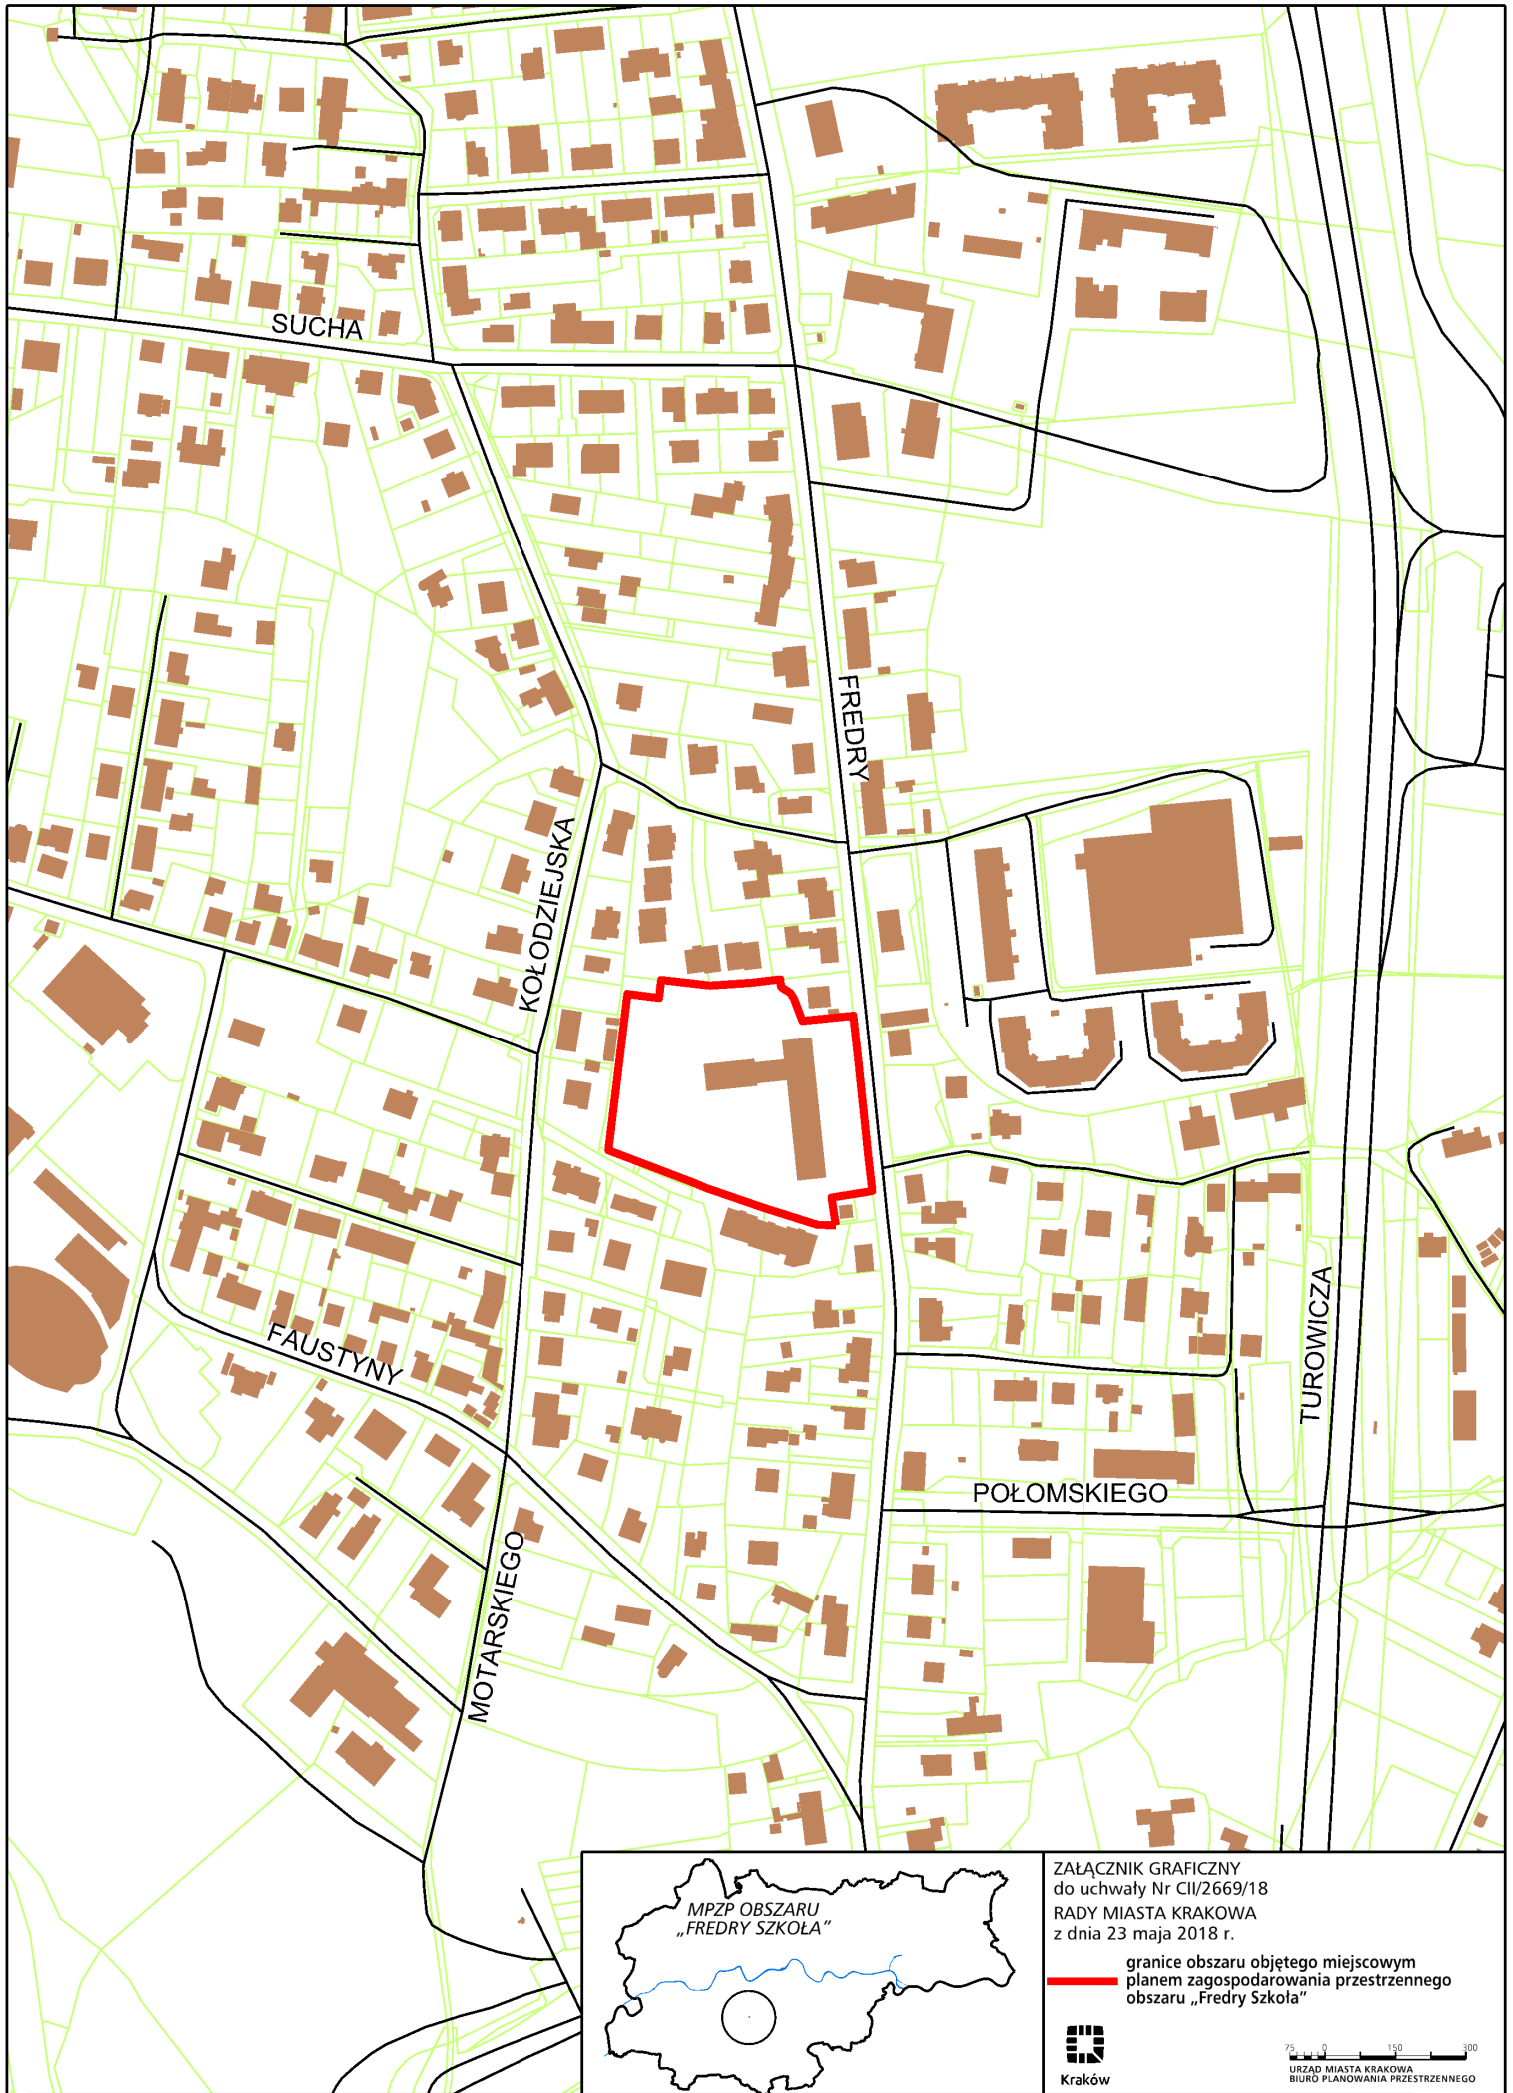 SUCHA
FREDRY
KOŁODZIEJSKA
FAUSTYNY
TUROWICZA
POŁOMSKIEGO
MOTARSKIEGO
MPZP OBSZARU
„FREDRY SZKOŁA”
ZAŁĄCZNIK GRAFICZNY
do uchwały Nr CII/2669/18
RADY MIASTA KRAKOWA
z dnia 23 maja 2018 r.
granice obszaru objętego miejscowym
planem zagospodarowania przestrzennego
obszaru „Fredry Szkoła”
Kraków
75 0 150 300
URZĄD MIASTA KRAKOWA
BIURO PLANOWANIA PRZESTRZENNEGO